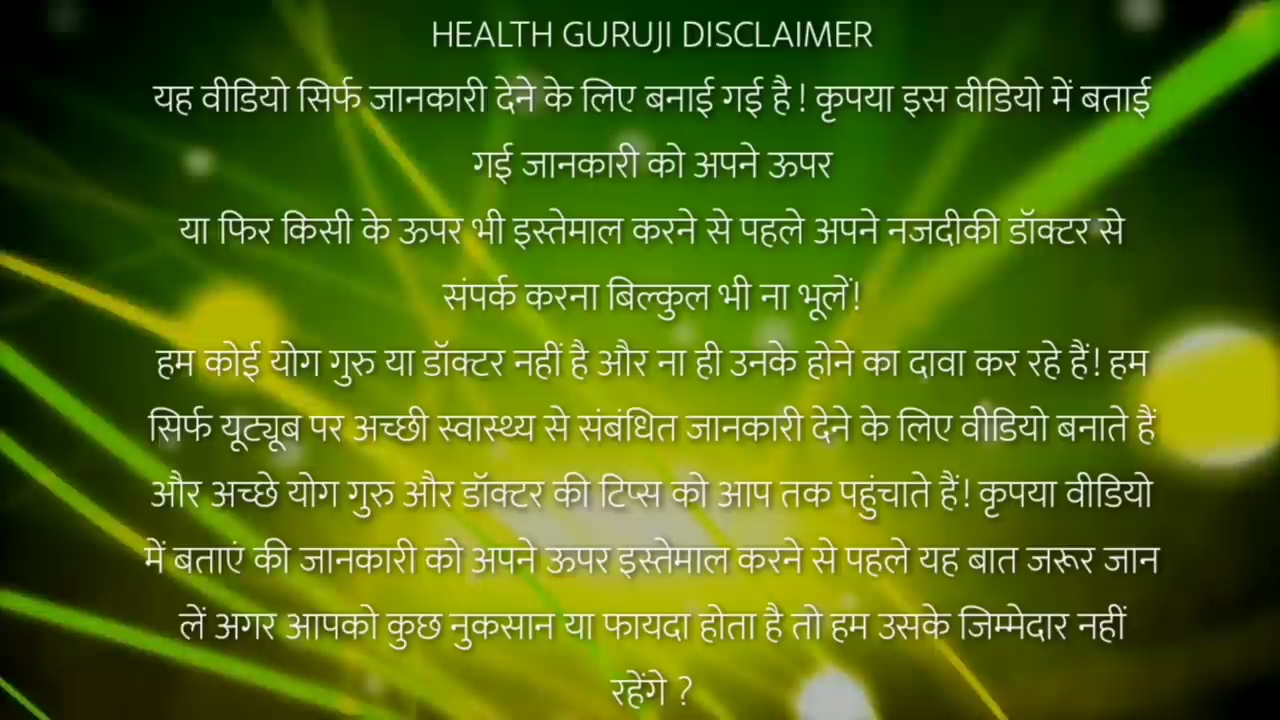 HEALTH GURUJI DISCLAIMER
यह वीडियो सिर्फ जानकारी देने के लिए बनाई गई है ! कृपया इस वीडियो में बताई
गई जानकारी को अपने ऊपर
या फिर किसी के ऊपर भी इस्तेमाल करने से पहले अपने नजदीकी डॉक्टर से
संपर्क करना बिल्कुल भी ना भूलें!
हम कोई योग गुरु या डॉक्टर नहीं है और ना ही उनके होने का दावा कर रहे हैं! हम
सिर्फ यूट्यूब पर अच्छी स्वास्थ्य से संबंधित जानकारी देने के लिए वीडियो बनाते हैं
और अच्छे योग गुरु और डॉक्टर की टिप्स को आप तक पहुंचाते हैं! कृपया वीडियो
में बताएं की जानकारी को अपने ऊपर इस्तेमाल करने से पहले यह बात जरूर जान
लें अगर आपको कुछ नुकसान या फायदा होता है तो हम उसके जिम्मेदार नहीं
रहेंगे ?